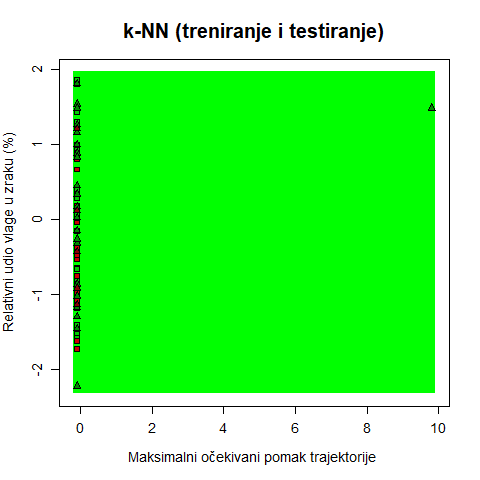 k-NN (treniranje i testiranje)
Relativni udio vlage u zraku (%)
2
1
0
-1
-2
0 2 4 6 8 10
Maksimalni očekivani pomak trajektorije